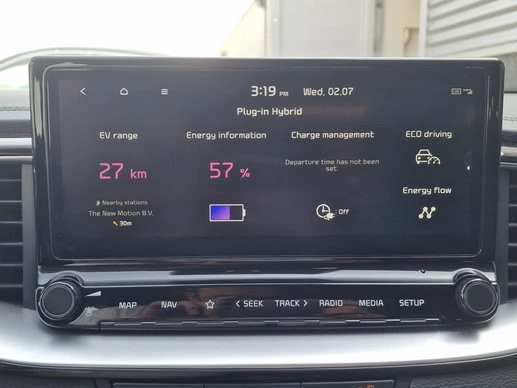 3:19 PM Wed, 02.07
Plug-in Hybrid
EV range
Energy information
Charge management
ECO driving
27 km
57 %
Departure time has not been
set.
Nearby stations
The New Motion B.V.
30m
: Off
Energy flow
MAP NAV SEEK TRACK RADIO MEDIA SETUP